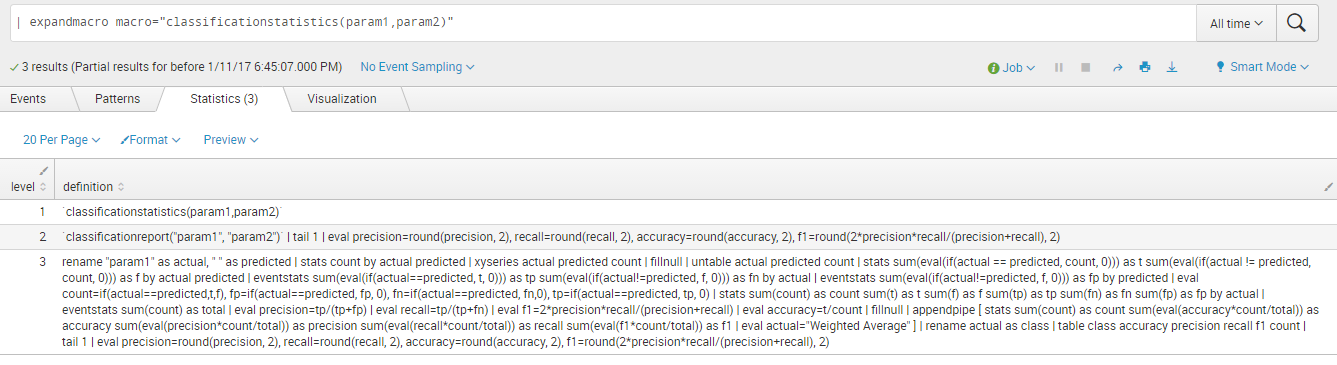 | expandmacro macro="classificationstatistics(param1,param2)"
All time
3 results (Partial results for before 1/11/17 6:45:07.000 PM)
No Event Sampling
Job
Smart Mode
Events
Patterns
Statistics (3)
Visualization
20 Per Page
Format
Preview
level
definition
1
`classificationstatistics(param1,param2)`
2
`classificationreport("param1", "param2")` | tail 1 | eval precision=round(precision, 2), recall=round(recall, 2), accuracy=round(accuracy, 2), f1=round(2*precision*recall/(precision+recall), 2)
3
rename "param1" as actual, " " as predicted | stats count by actual predicted | xyseries actual predicted count | fillnull | untable actual predicted count | stats sum(eval(if(actual == predicted, count, 0))) as t sum(eval(if(actual != predicted,
count, 0))) as f by actual predicted | eventstats sum(eval(if(actual==predicted, t, 0))) as tp sum(eval(if(actual!=predicted, f, 0))) as fn by actual | eventstats sum(eval(if(actual!=predicted, f, 0))) as fp by predicted | eval
count=if(actual==predicted,t,f), fp=if(actual==predicted, fp, 0), fn=if(actual==predicted, fn,0), tp=if(actual==predicted, tp, 0) | stats sum(count) as count sum(t) as t sum(f) as f sum(tp) as tp sum(fn) as fn sum(fp) as fp by actual |
eventstats sum(count) as total | eval precision=tp/(tp+fp) | eval recall=tp/(tp+fn) | eval f1=2*precision*recall/(precision+recall) | eval accuracy=t/count | fillnull | appendpipe [ stats sum(count) as count sum(eval(accuracy*count/total)) as
accuracy sum(eval(precision*count/total)) as precision sum(eval(recall*count/total)) as recall sum(eval(f1*count/total)) as f1 | eval actual="Weighted Average" ] | rename actual as class | table class accuracy precision recall f1 count |
tail 1 | eval precision=round(precision, 2), recall=round(recall, 2), accuracy=round(accuracy, 2), f1=round(2*precision*recall/(precision+recall), 2)